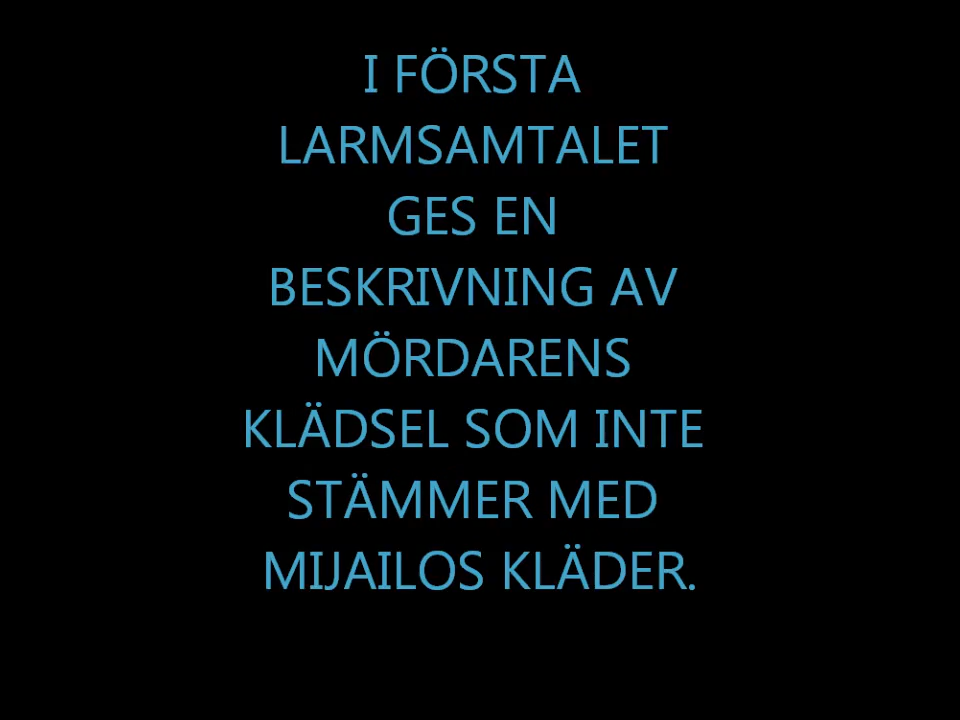 I FÖRSTA
LARMSAMTALET
GES EN
BESKRIVNING AV
MÖRDARENS
KLÄDSEL SOM INTE
STÄMMER MED
MIJAILOS KLÄDER.